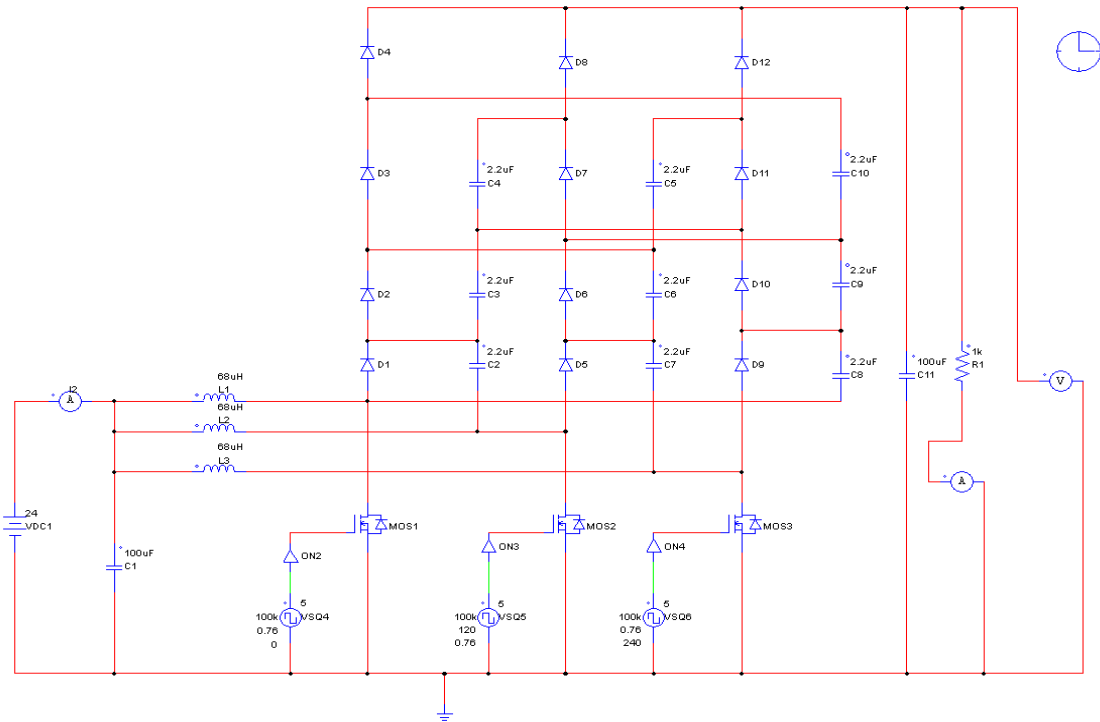 D4
D8
D12
D3
2.2uF
C4
D7
2.2uF
C5
D11
2.2uF
C10
D2
2.2uF
C3
D6
2.2uF
C6
D10
2.2uF
C9
D1
2.2uF
C2
D5
2.2uF
C7
D9
2.2uF
C8
100uF
C11
1k
R1
V
I2
A
68uH
L1
68uH
L2
68uH
L3
A
24
VDC1
100uF
C1
MOS1
MOS2
MOS3
ON2
ON3
ON4
5
100k
VSQ4
0.76
0
5
100k
VSQ5
120
0.76
5
100k
VSQ6
0.76
240